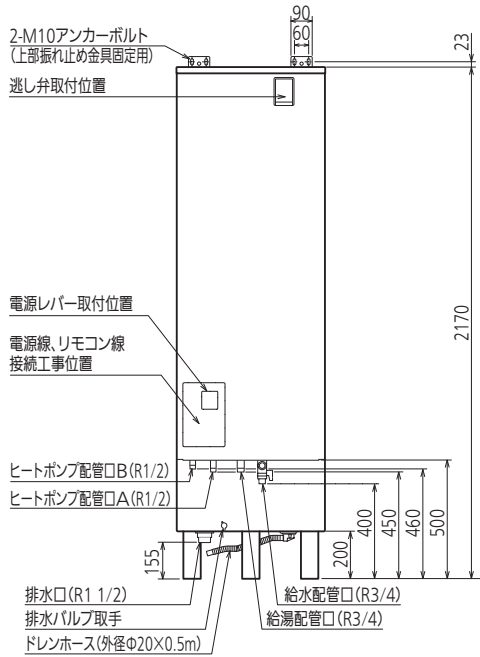 90
60
23
2-M10アンカーボルト
(上部振れ止め金具固定用)
逃し弁取付位置
2170
電源レバー取付位置
電源線、リモコン線
接続工事位置
ヒートポンプ配管口B(R1/2)
ヒートポンプ配管口A(R1/2)
155
200
400
450
460
500
排水口(R1 1/2)
排水バルブ取手
ドレンホース(外径Φ20×0.5m)
給水配管口(R3/4)
給湯配管口(R3/4)